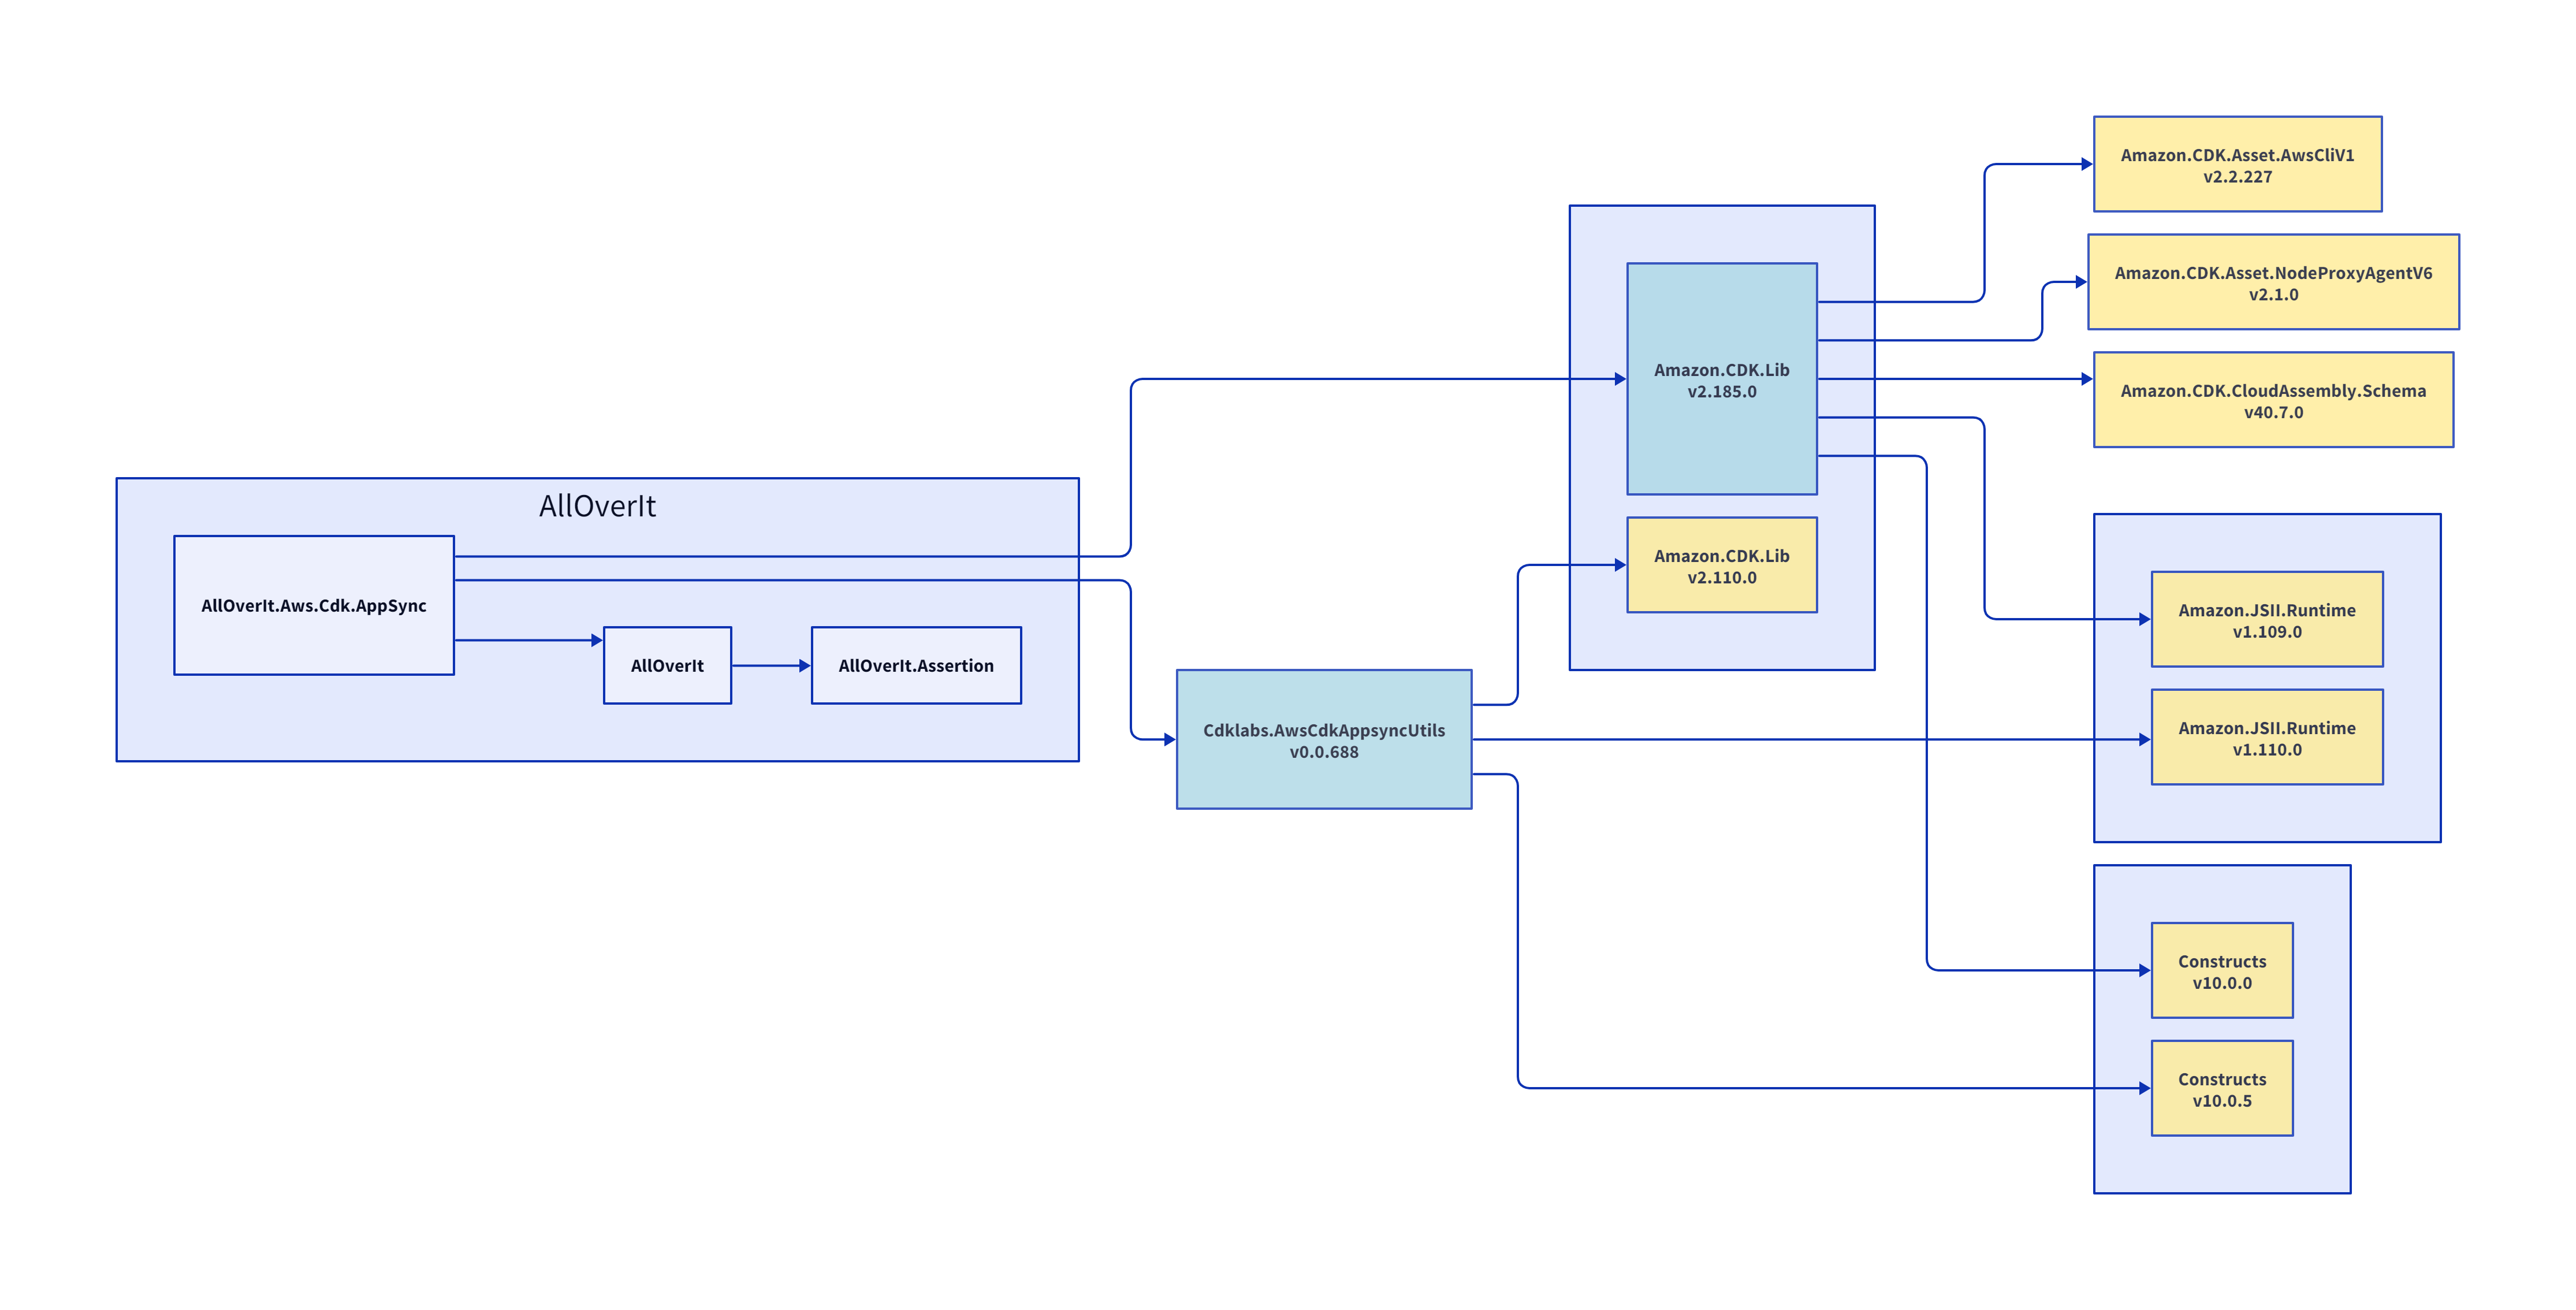 AllOverIt
AllOverIt.Aws.Cdk.AppSync
AllOverIt
AllOverIt.Assertion
Cdklabs.AwsCdkAppsyncUtils
v0.0.688
Amazon.CDK.Lib
v2.185.0
Amazon.CDK.Lib
v2.110.0
Amazon.CDK.Asset.AwsCliV1
v2.2.227
Amazon.CDK.Asset.NodeProxyAgentV6
v2.1.0
Amazon.CDK.CloudAssembly.Schema
v40.7.0
Amazon.JSII.Runtime
v1.109.0
Amazon.JSII.Runtime
v1.110.0
Constructs
v10.0.0
Constructs
v10.0.5